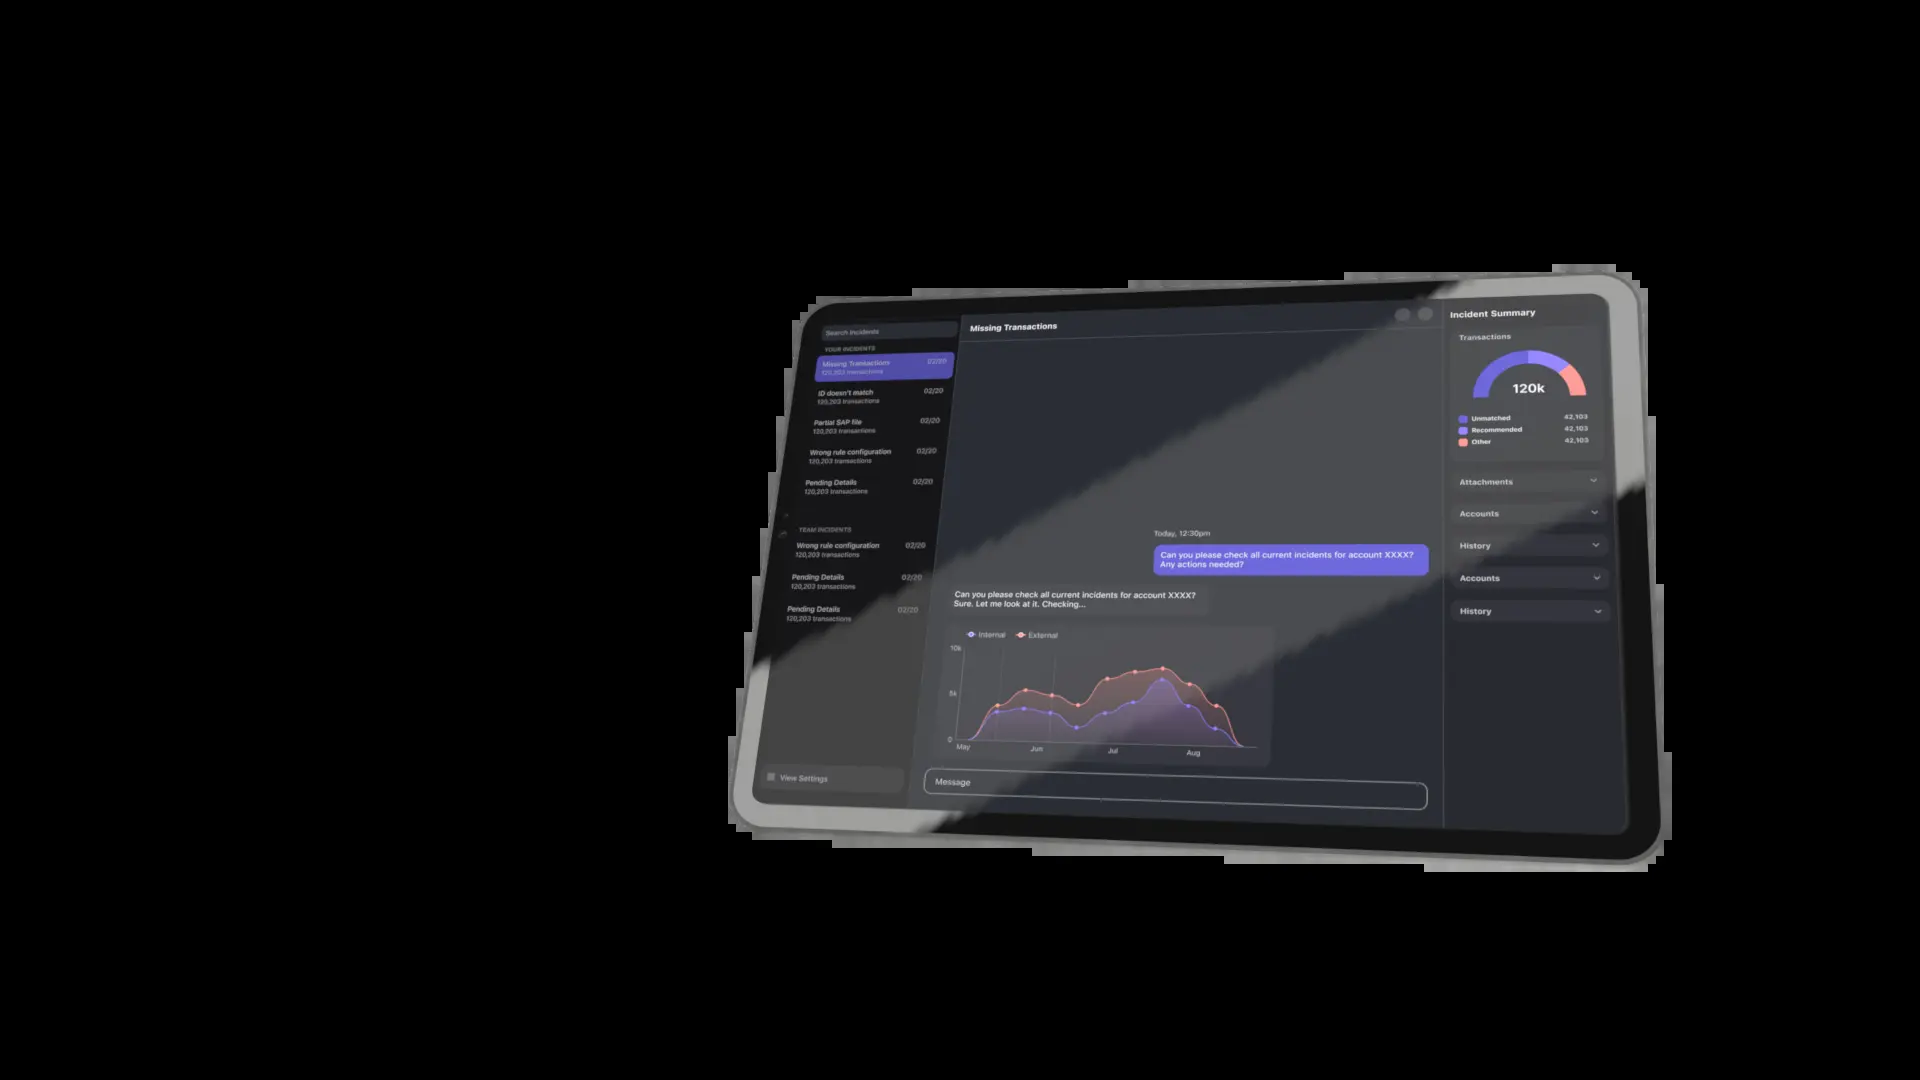 Search Incidents
YOUR INCIDENTS
Missing Transactions 02/20
120,203 transactions
ID doesn't match 02/20
120,203 transactions
Partial SAP file 02/20
120,203 transactions
Wrong rule configuration 02/20
120,203 transactions
Pending Details 02/20
120,203 transactions
TEAM INCIDENTS
Wrong rule configuration 02/20
120,203 transactions
Pending Details 02/20
120,203 transactions
Pending Details 02/20
120,203 transactions
View Settings
Missing Transactions
Today, 12:30pm
Can you please check all current incidents for account XXXX?
Any actions needed?
Can you please check all current incidents for account XXXX?
Sure. Let me look at it. Checking...
Internal External
10k
5k
0
May Jun Jul Aug
Message
Incident Summary
Transactions
120k
Unmatched 42,103
Recommended 42,103
Other 42,103
Attachments
Accounts
History
Accounts
History